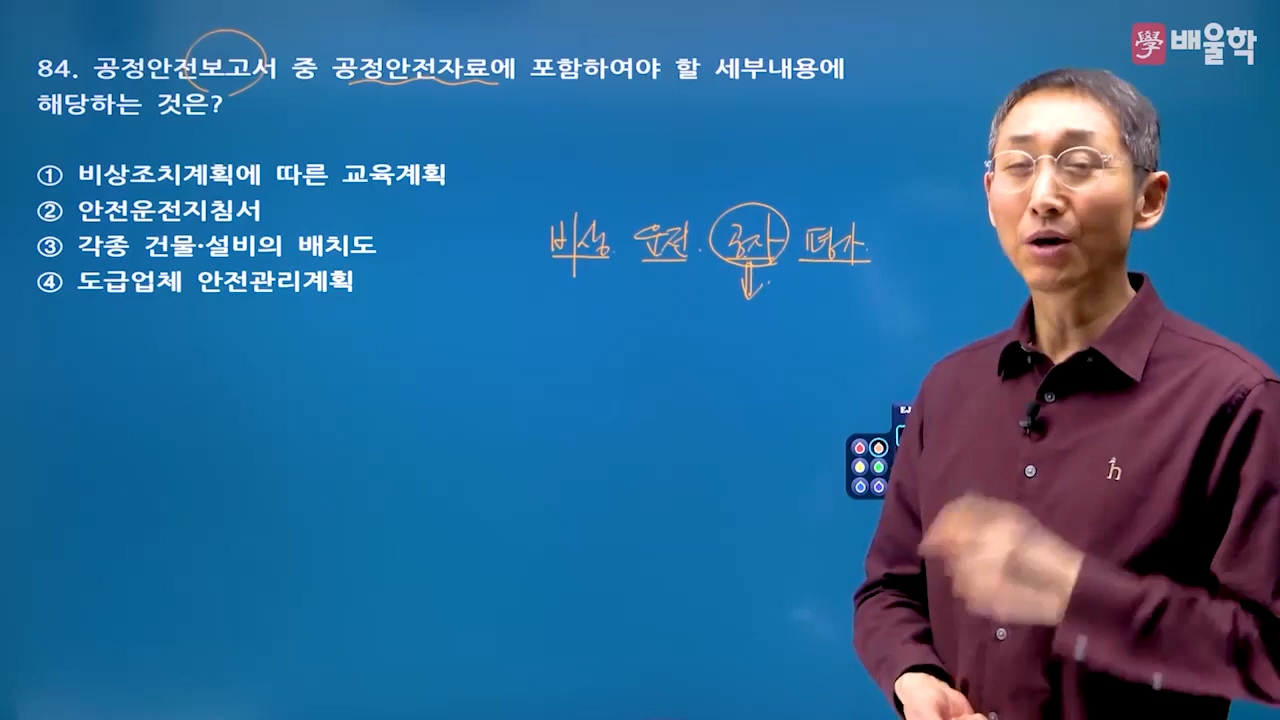 學 배울학
84. 공정안전보고서 중 공정안전자료에 포함하여야 할 세부내용에
해당하는 것은?
① 비상조치계획에 따른 교육계획
② 안전운전지침서
③ 각종 건물·설비의 배치도
④ 도급업체 안전관리계획
비상. 운전. 공자 평가.
EJ
h